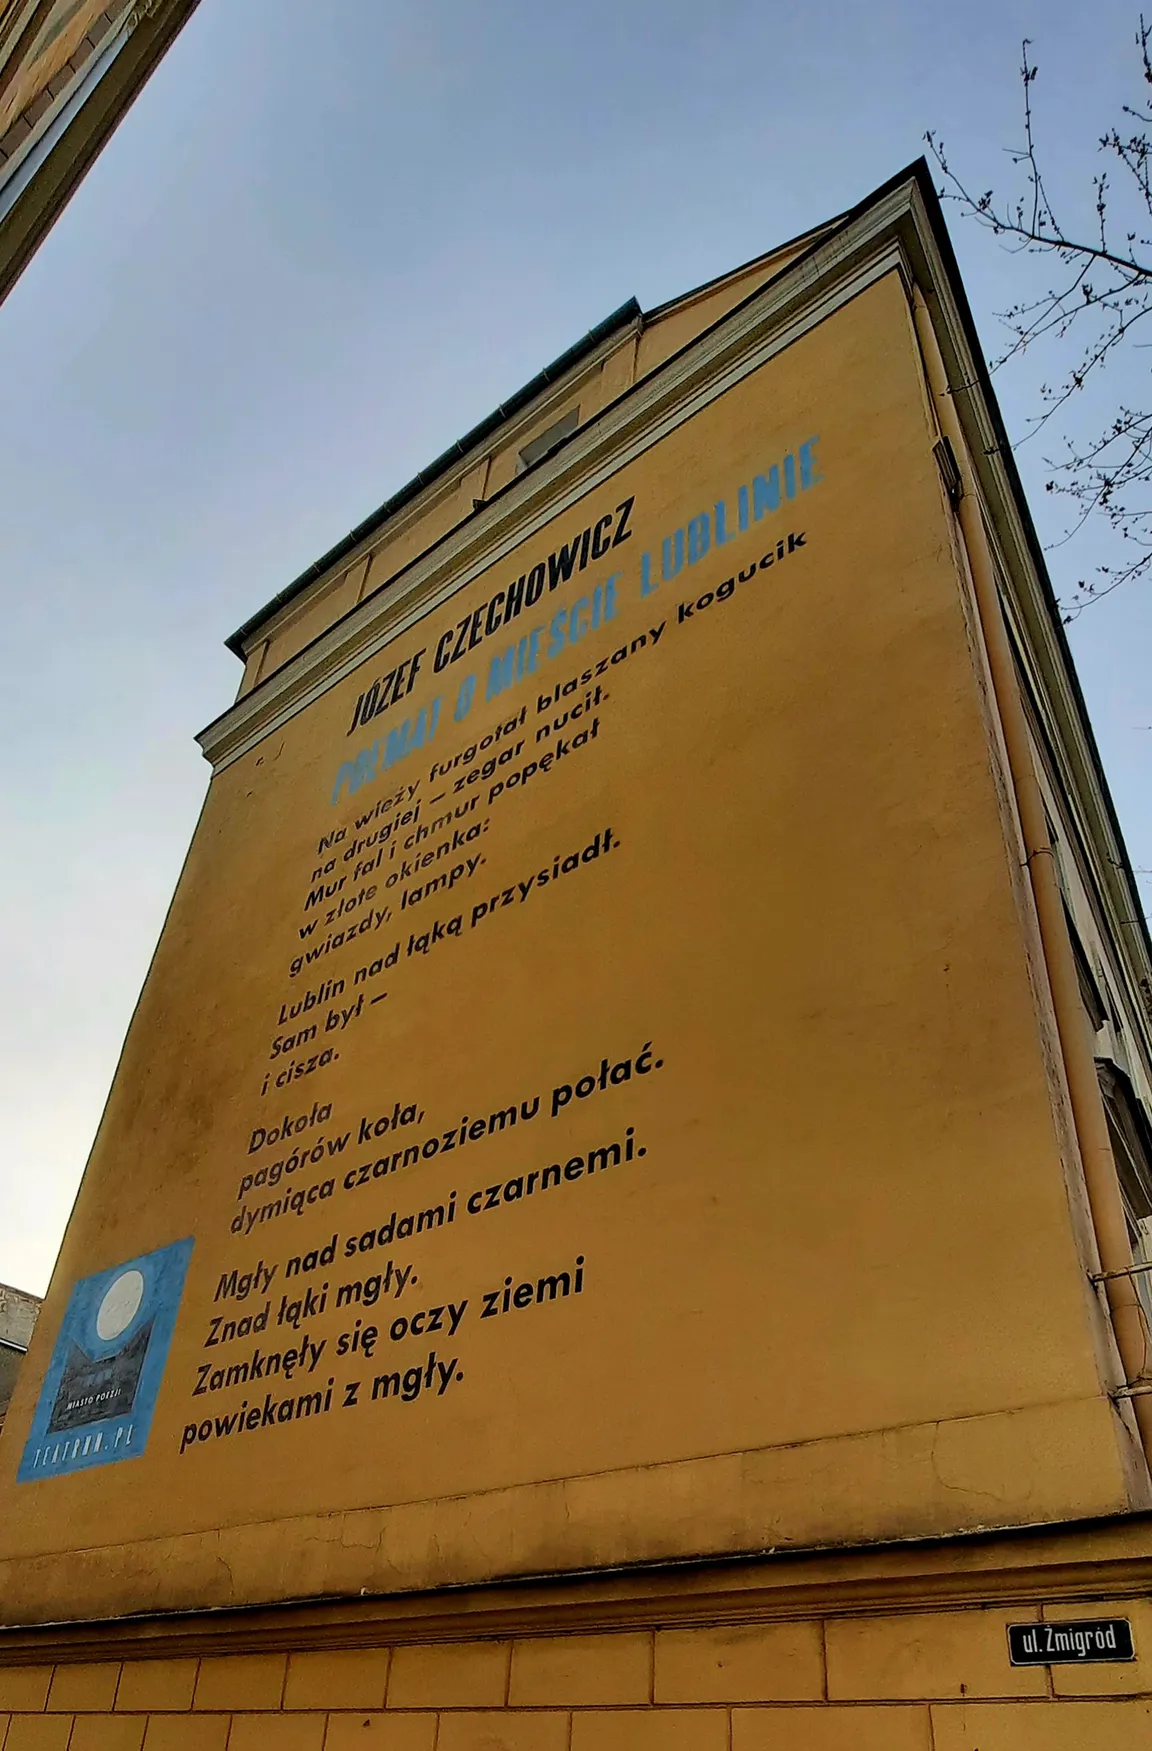 JÓZEF CZECHOWICZ
POEMAT O MIEŚCIE LUBLINIE
Na wieży furgotał blaszany kogucik
na drugiej – zegar nucił.
Mur fal i chmur popękał
w złote okienka:
gwiazdy, lampy.
Lublin nad łąką przysiadł.
Sam był –
i cisza.
Dokoła
pagórów koła,
dymiąca czarnoziemu połać.
Mgły nad sadami czarnemi.
Znad łąki mgły.
Zamknęły się oczy ziemi
powiekami z mgły.
MIASTO POEZJI
TEATRNN.PL
ul. Żmigród